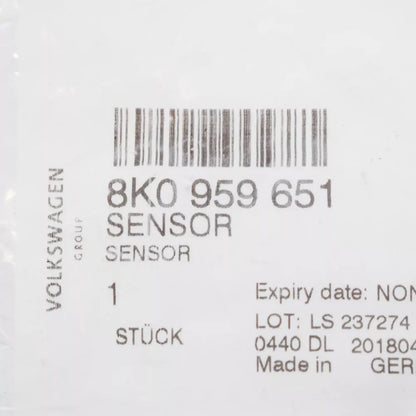 VOLKSWAGEN
GROUP
8K0 959 651
SENSOR
SENSOR
1
STÜCK
Expiry date: NON
LOT: LS 237274
0440 DL 201804
Made in GER